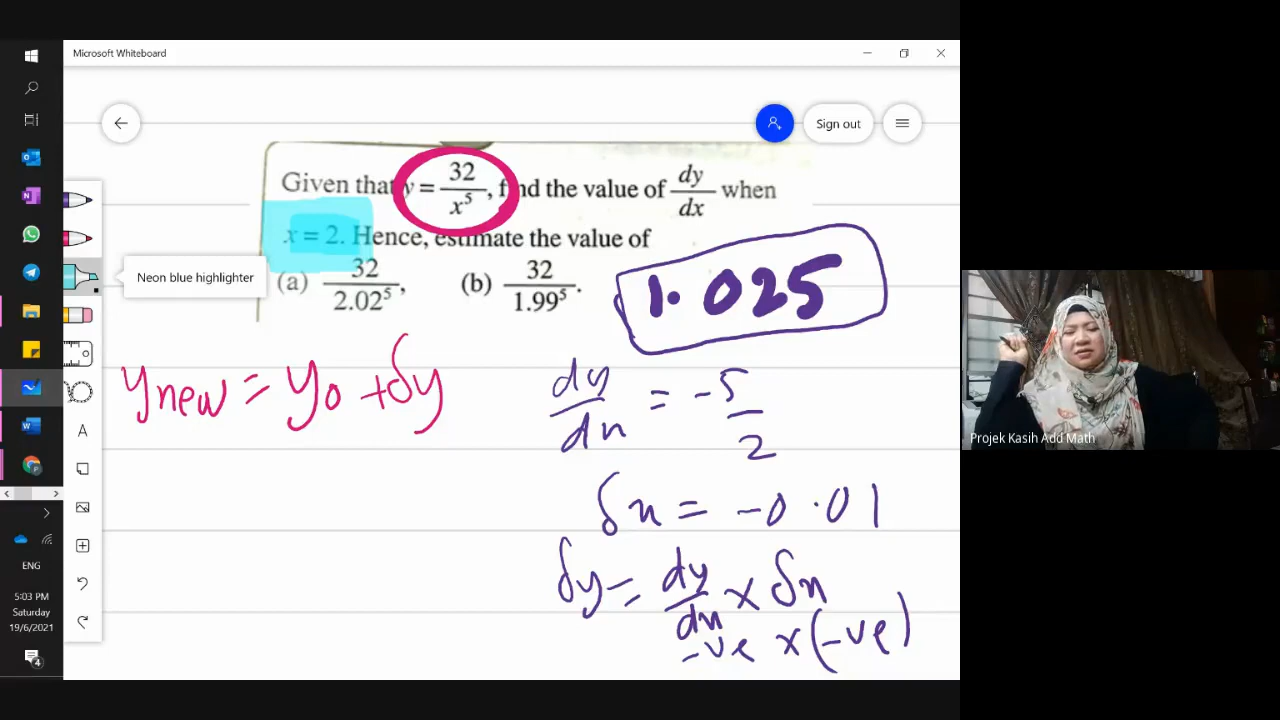 Microsoft Whiteboard
Sign out
Given that y = 32/x⁵, find the value of dy/dx when
x = 2. Hence, estimate the value of
(a) 32/2.02⁵, (b) 32/1.99⁵.
Neon blue highlighter
1.025
ynew = yo + δy
dy/dx = -5/2
δx = -0.01
δy = dy/dx × δx
-ve × (-ve)
Projek Kasih Add Math
A
ENG
5:03 PM
Saturday
19/6/2021
4